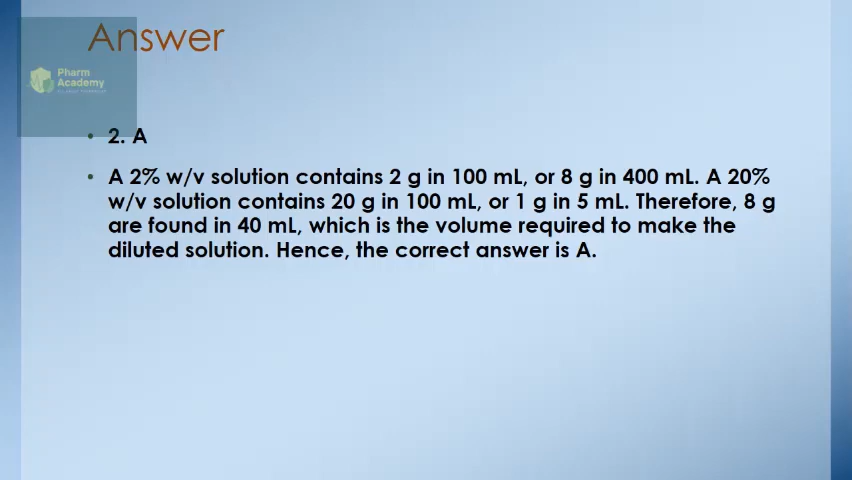 Answer
Pharm
Academy
2. A
A 2% w/v solution contains 2 g in 100 mL, or 8 g in 400 mL. A 20%
w/v solution contains 20 g in 100 mL, or 1 g in 5 mL. Therefore, 8 g
are found in 40 mL, which is the volume required to make the
diluted solution. Hence, the correct answer is A.